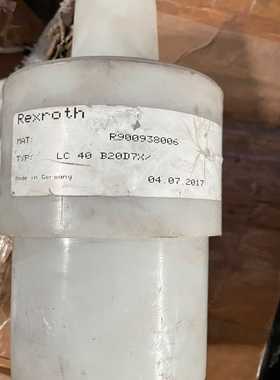 Rexroth
MAT: R900938006
TYP: LC 40 B20D7X/
Made in Germany 04.07.2017